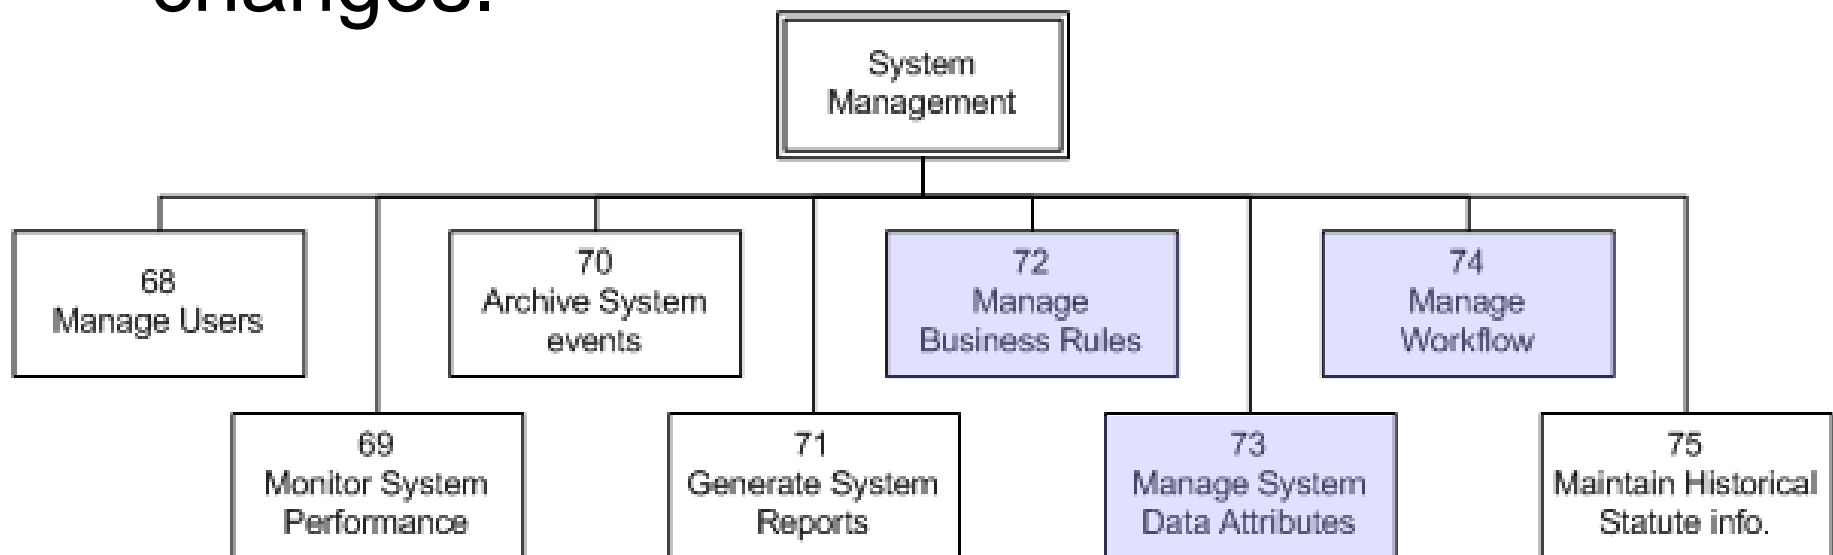 changes.
System
Management
68
Manage Users
70
Archive System
events
72
Manage
Business Rules
74
Manage
Workflow
69
Monitor System
Performance
71
Generate System
Reports
73
Manage System
Data Attributes
75
Maintain Historical
Statute info.